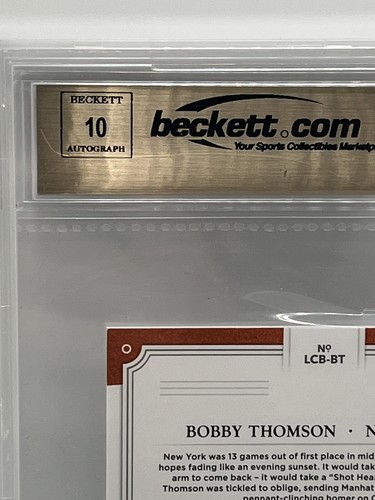 BECKETT
10
AUTOGRAPH
beckett.com
Your Sports Collectibles Marketp
Nº
LCB-BT
BOBBY THOMSON · N
New York was 13 games out of first place in mid
hopes fading like an evening sunset. It would tak
arm to come back – it would take a "Shot Hea
Thomson was tickled to oblige, sending Manhat
pennant-clinching homer on O